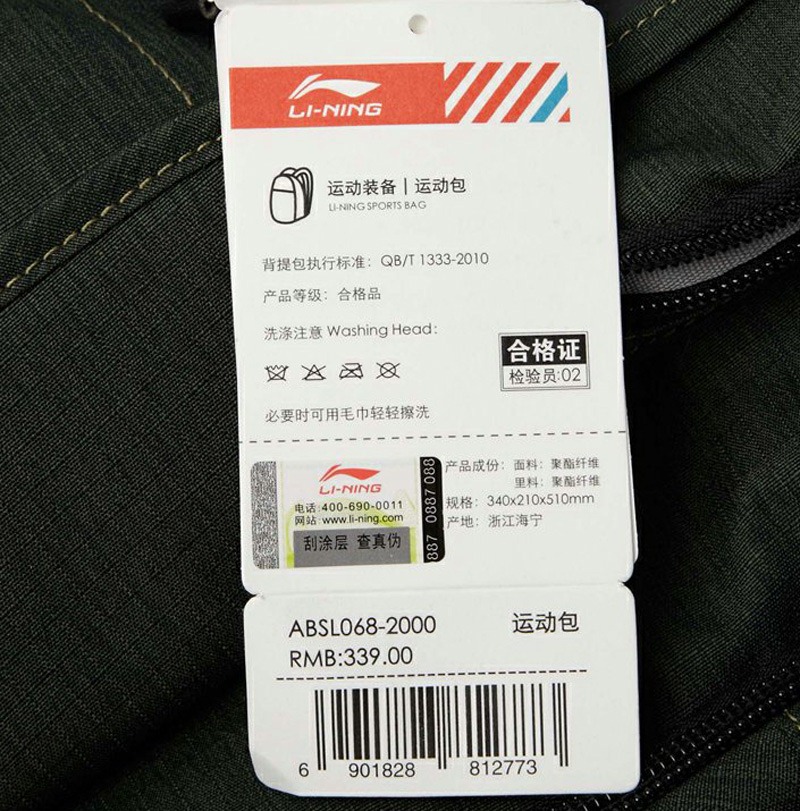 LI-NING
运动装备 | 运动包
LI-NING SPORTS BAG
背提包执行标准: QB/T 1333-2010
产品等级: 合格品
洗涤注意 Washing Head:
合格证
检验员:02
必要时可用毛巾轻轻擦洗
LI-NING
电话:400-690-0011
网站:www.li-ning.com
刮涂层 查真伪
887 0887 088
产品成份: 面料: 聚酯纤维
里料: 聚酯纤维
规格: 340x210x510mm
产地: 浙江海宁
ABSL068-2000 运动包
RMB:339.00
6 901828 812773